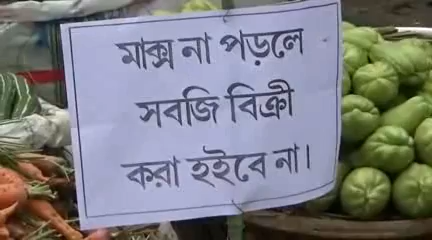 মাক্স না পড়লে
সবজি বিক্রী
করা হইবে না।